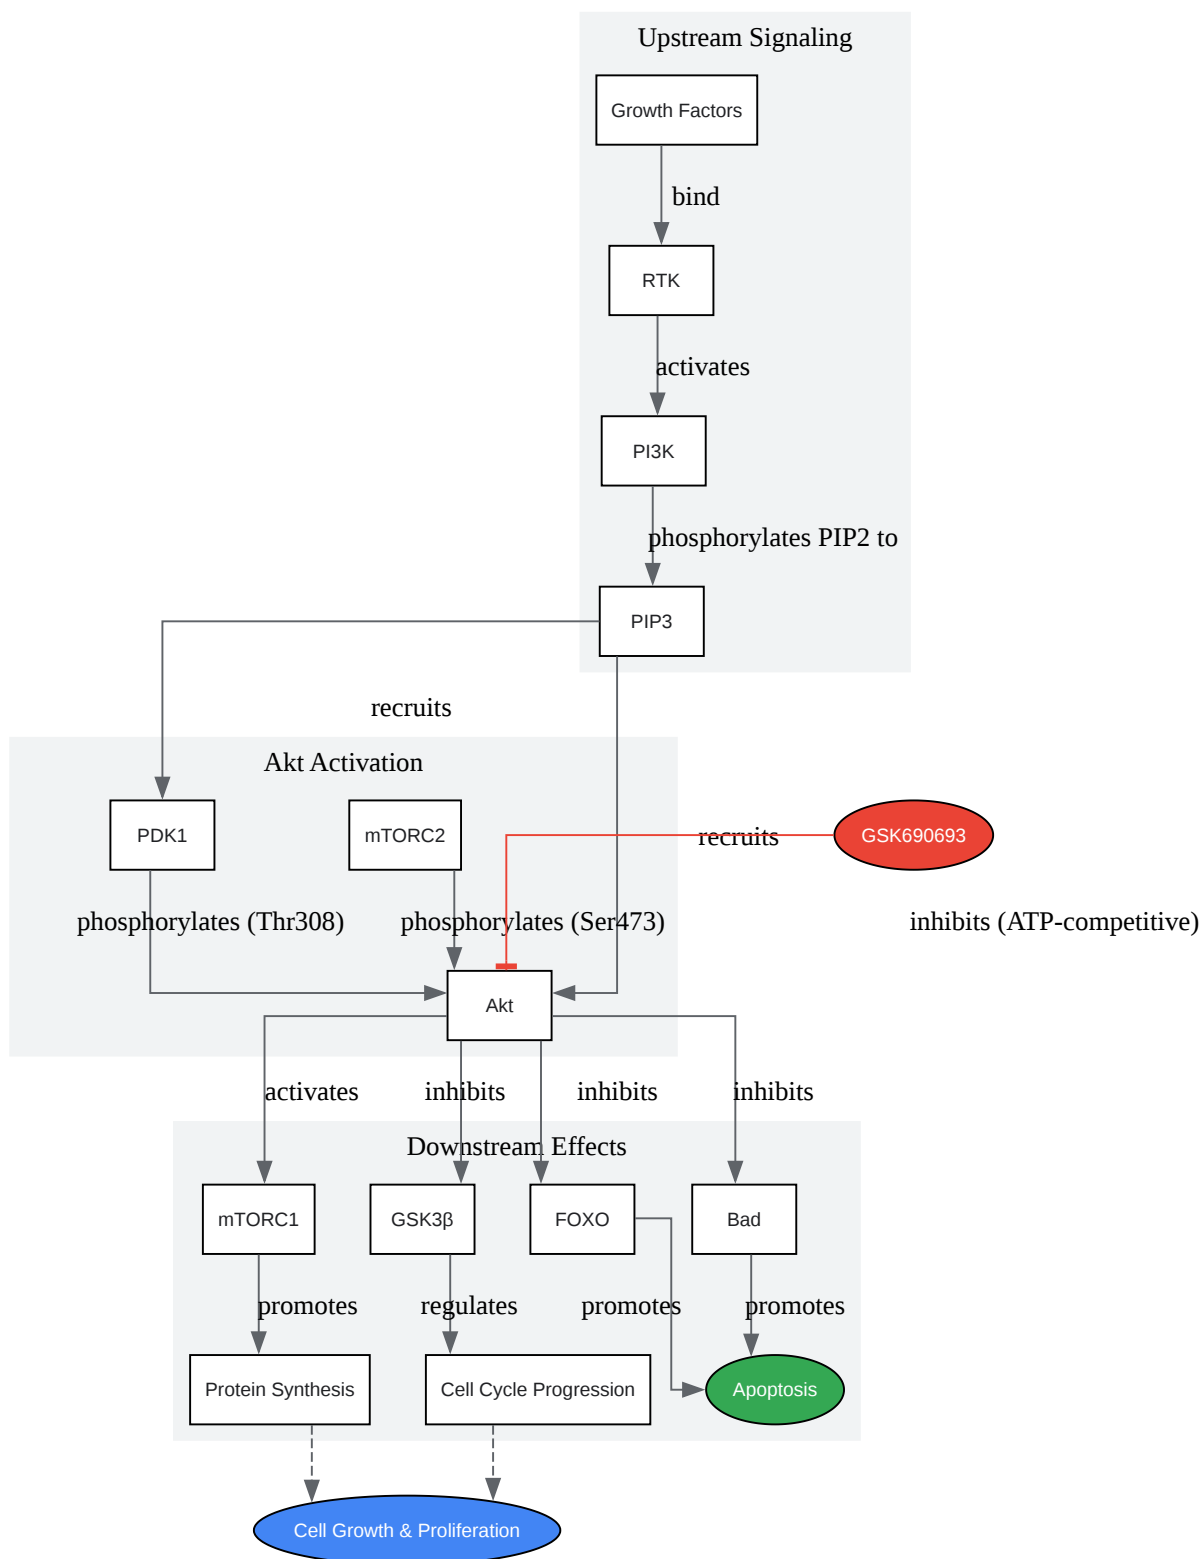 Upstream Signaling
Growth Factors
bind
RTK
activates
PI3K
phosphorylates PIP2 to
PIP3
recruits
Akt Activation
PDK1
mTORC2
recruits
GSK690693
phosphorylates (Thr308)
phosphorylates (Ser473)
inhibits (ATP-competitive)
Akt
activates
inhibits
inhibits
inhibits
Downstream Effects
mTORC1
GSK3β
FOXO
Bad
promotes
regulates
promotes
promotes
Protein Synthesis
Cell Cycle Progression
Apoptosis
Cell Growth & Proliferation